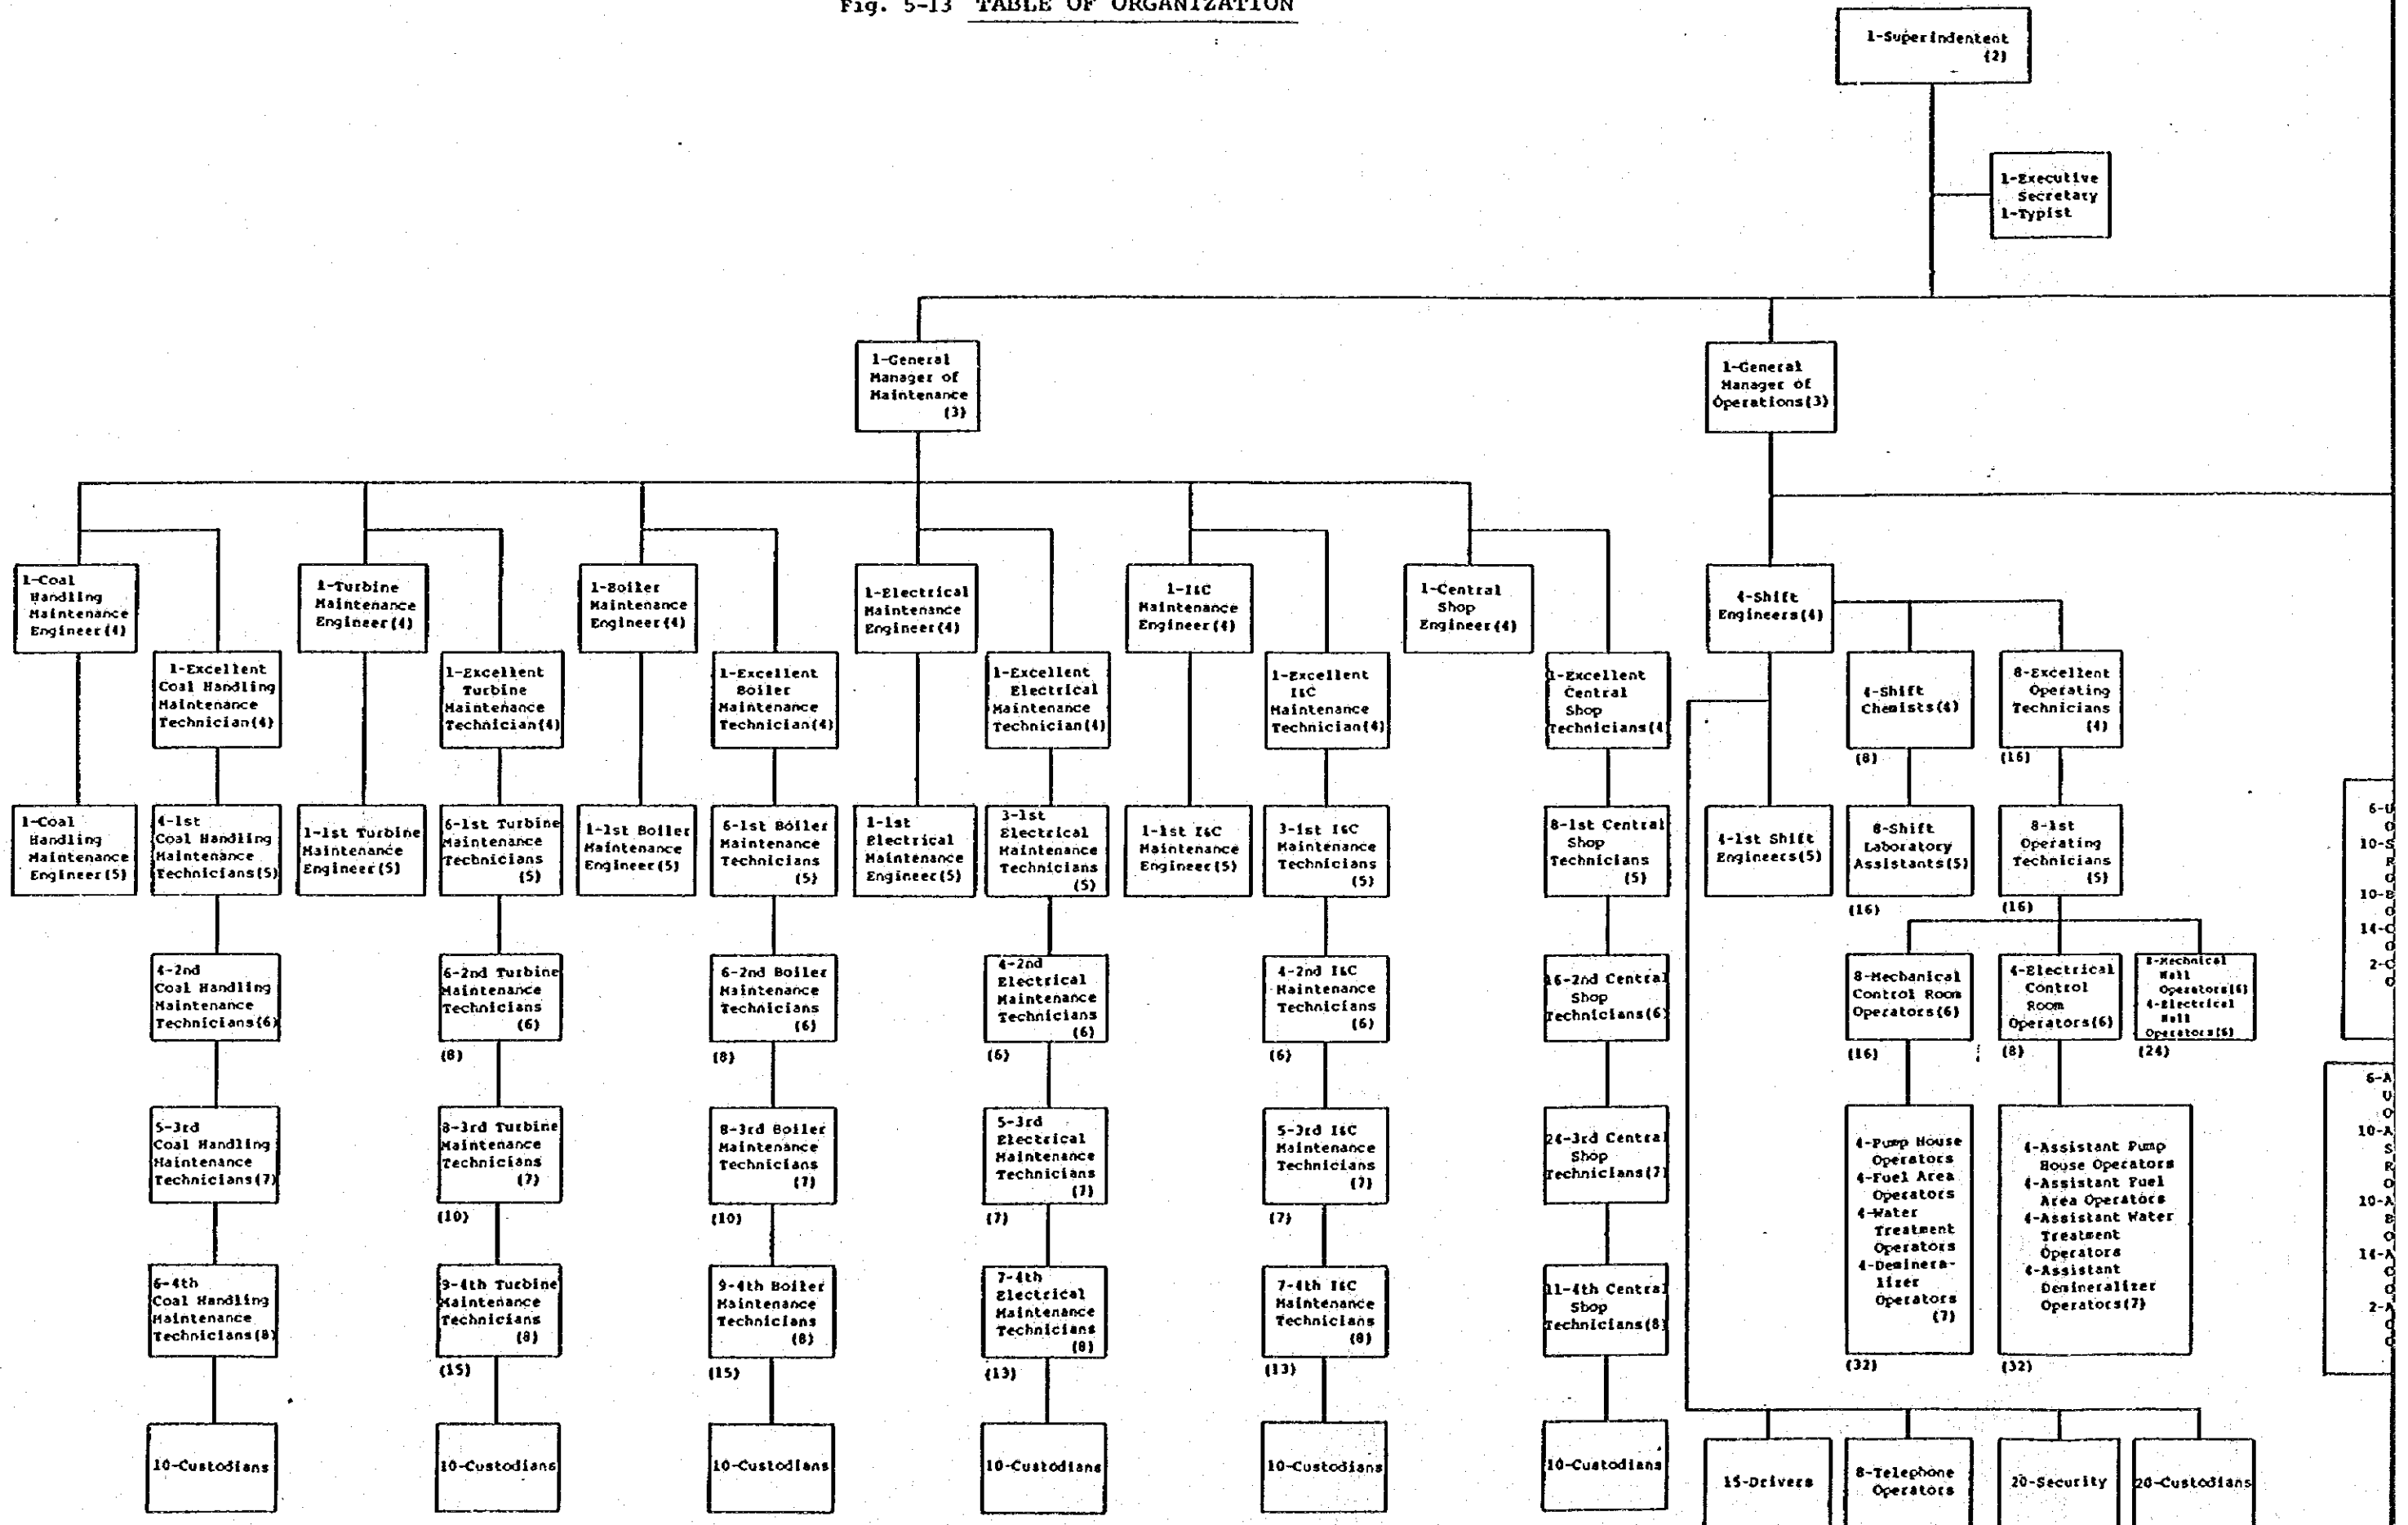 Fig. 5-13 TABLE OF ORGANIZATION
1-Superindentent
(2)
1-Executive
Secretary
1-Typist
1-General
Manager of
Maintenance
(3)
1-General
Manager of
Operations(3)
1-Coal
Handling
Maintenance
Engineer(4)
1-Turbine
Maintenance
Engineer(4)
1-Boiler
Maintenance
Engineer(4)
1-Electrical
Maintenance
Engineer(4)
1-I&C
Maintenance
Engineer(4)
1-Central
Shop
Engineer(4)
4-Shift
Engineers(4)
1-Excellent
Coal Handling
Maintenance
Technician(4)
1-Excellent
Turbine
Maintenance
Technician(4)
1-Excellent
Boiler
Maintenance
Technician(4)
1-Excellent
Electrical
Maintenance
Technician(4)
1-Excellent
I&C
Maintenance
Technician(4)
1-Excellent
Central
Shop
Technicians(4
4-Shift
Chemists(4)
(8)
8-Excellent
Operating
Technicians
(4)
(16)
1-Coal
Handling
Maintenance
Engineer(5)
4-1st
Coal Handling
Maintenance
Technicians(5)
1-1st Turbine
Maintenance
Engineer(5)
6-1st Turbine
Maintenance
Technicians
(5)
1-1st Boiler
Maintenance
Engineer(5)
6-1st Boiler
Maintenance
Technicians
(5)
1-1st
Electrical
Maintenance
Engineer(5)
3-1st
Electrical
Maintenance
Technicians
(5)
1-1st I&C
Maintenance
Engineer(5)
3-1st I&C
Maintenance
Technicians
(5)
8-1st Central
Shop
Technicians
(5)
4-1st Shift
Engineers(5)
8-Shift
Laboratory
Assistants(5)
(16)
8-1st
Operating
Technicians
(5)
(16)
6-U
O
10-S
R
O
10-B
O
14-C
O
O
2-C
O
4-2nd
Coal Handling
Maintenance
Technicians(6)
6-2nd Turbine
Maintenance
Technicians
(6)
(8)
6-2nd Boiler
Maintenance
Technicians
(6)
(8)
4-2nd
Electrical
Maintenance
Technicians
(6)
(6)
4-2nd I&C
Maintenance
Technicians
(6)
(6)
16-2nd Central
Shop
Technicians(6)
8-Mechanical
Control Room
Operators(6)
(16)
4-Electrical
Control
Room
Operators(6)
(8)
8-Mechnical
Hall
Operators(6)
4-Electrical
Hall
Operators(6)
(24)
5-3rd
Coal Handling
Maintenance
Technicians(7)
8-3rd Turbine
Maintenance
Technicians
(7)
(10)
8-3rd Boiler
Maintenance
Technicians
(7)
(10)
5-3rd
Electrical
Maintenance
Technicians
(7)
(7)
5-3rd I&C
Maintenance
Technicians
(7)
(7)
24-3rd Central
Shop
Technicians(7)
4-Pump House
Operators
4-Fuel Area
Operators
4-Water
Treatment
Operators
4-Deminera-
lizer
Operators
(7)
(32)
4-Assistant Pump
House Operators
4-Assistant Fuel
Area Operators
4-Assistant Water
Treatment
Operators
4-Assistant
Demineralizer
Operators(7)
(32)
6-A
U
O
10-A
S
R
O
10-A
B
O
14-A
C
O
2-A
C
O
6-4th
Coal Handling
Maintenance
Technicians(8)
9-4th Turbine
Maintenance
Technicians
(8)
(15)
9-4th Boiler
Maintenance
Technicians
(8)
(15)
7-4th
Electrical
Maintenance
Technicians
(8)
(13)
7-4th I&C
Maintenance
Technicians
(8)
(13)
11-4th Central
Shop
Technicians(8)
10-Custodians
10-Custodians
10-Custodians
10-Custodians
10-Custodians
10-Custodians
15-Drivers
8-Telephone
Operators
20-Security
20-Custodians